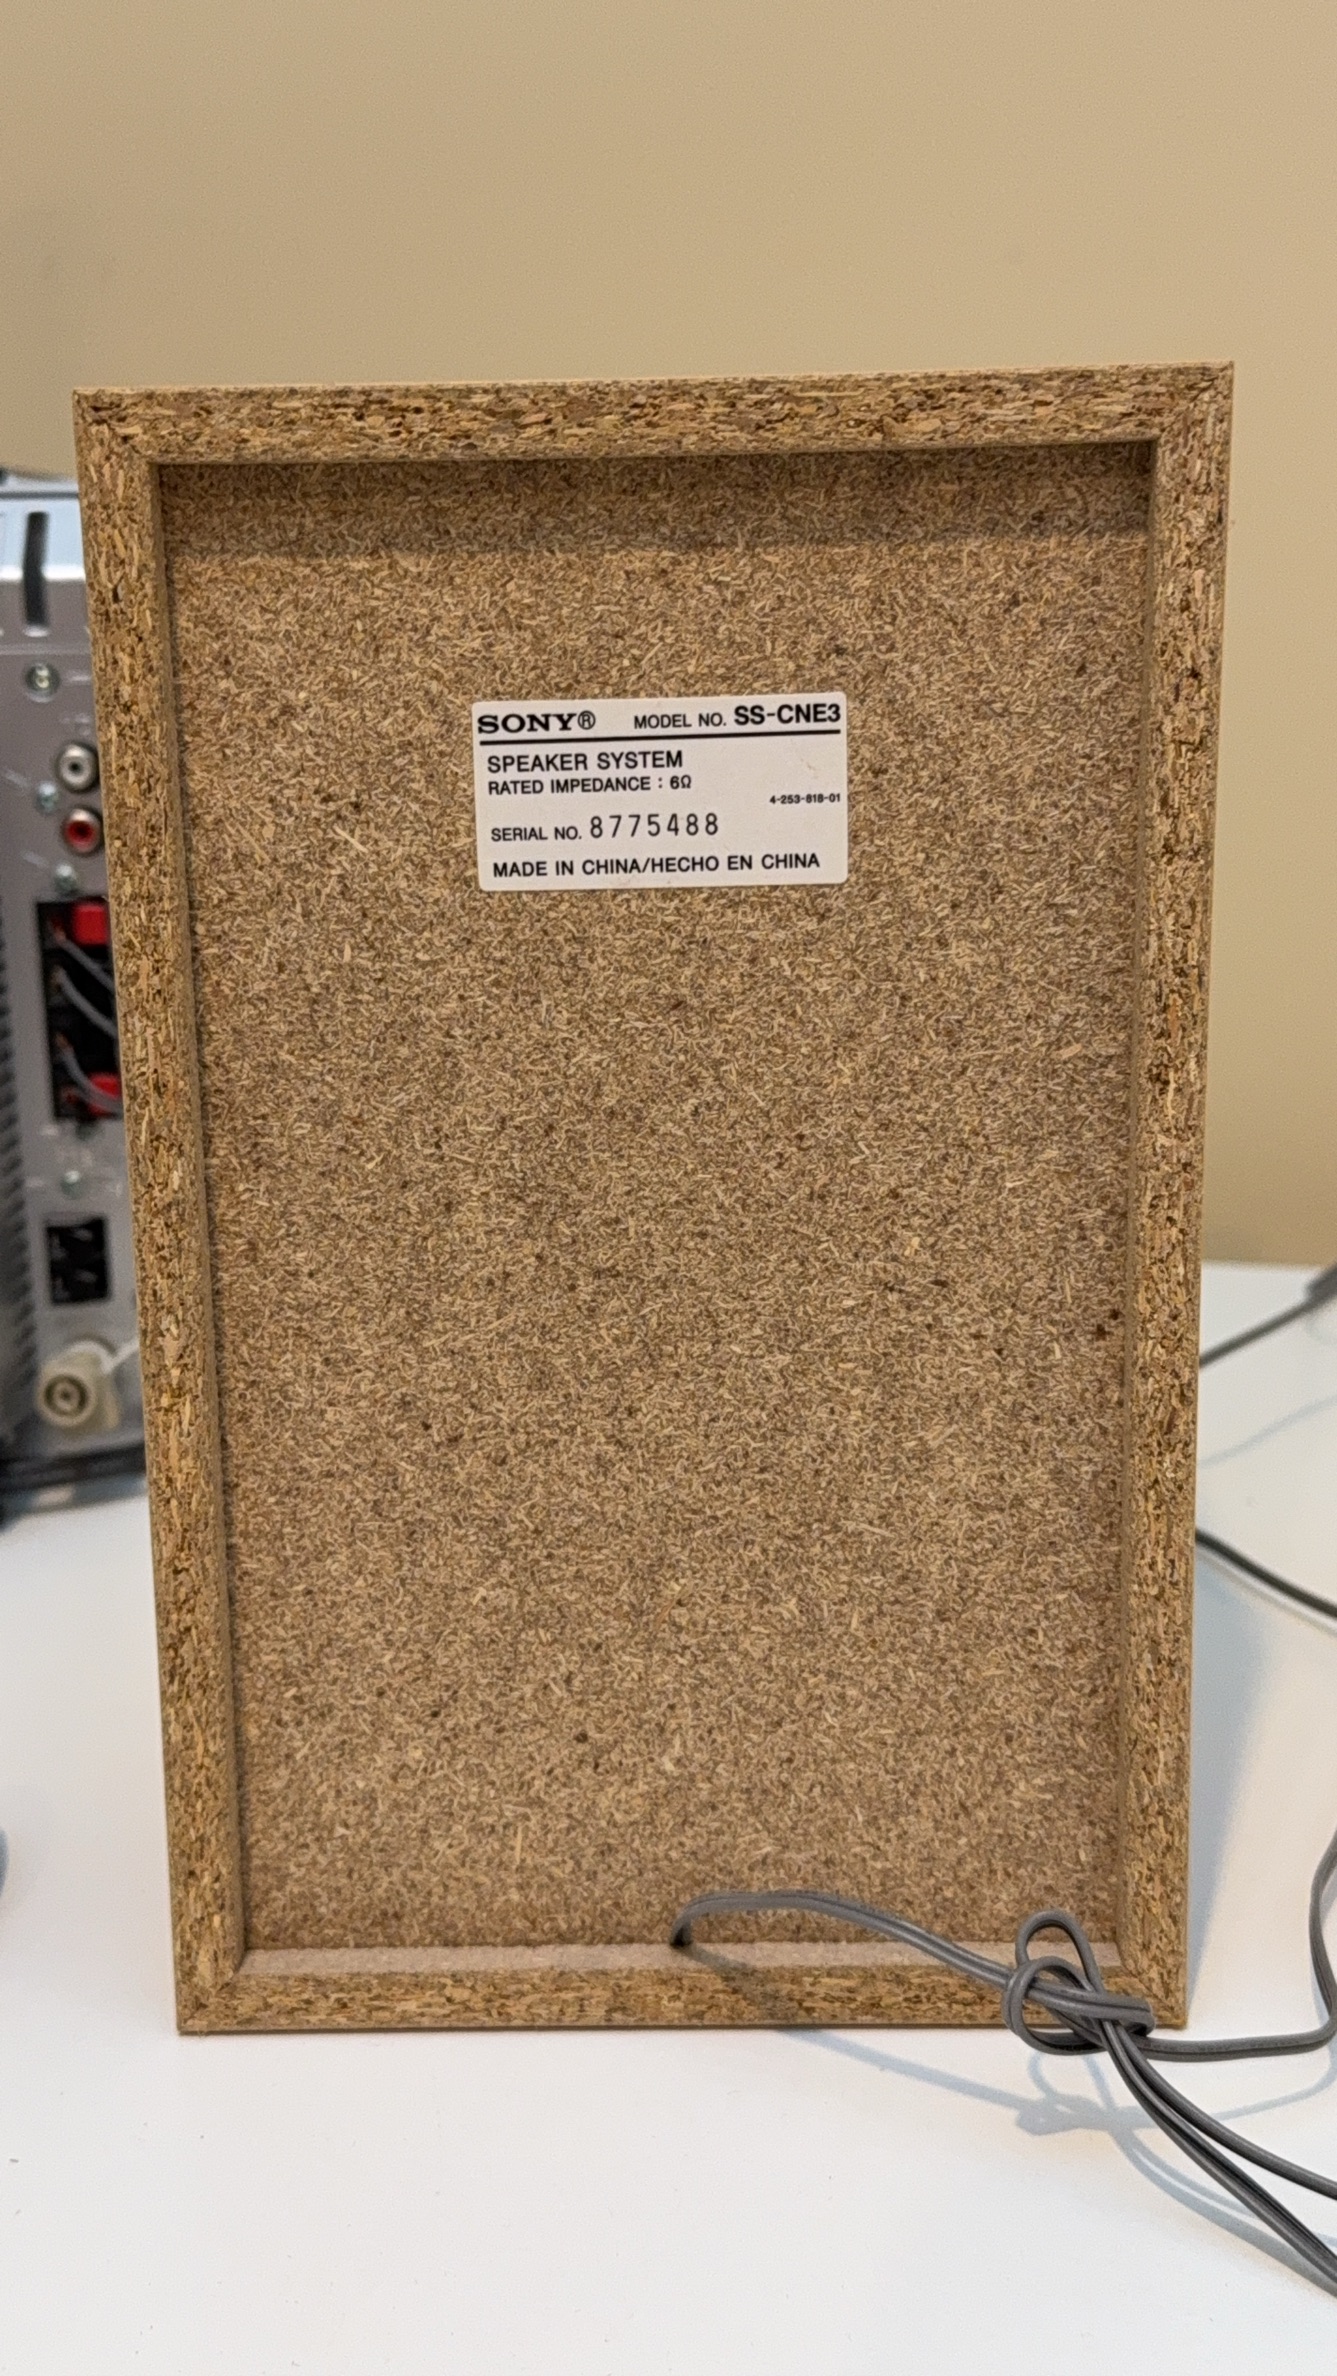 SONY® MODEL NO. SS-CNE3
SPEAKER SYSTEM
RATED IMPEDANCE : 6Ω
4-253-818-01
SERIAL NO. 8775488
MADE IN CHINA/HECHO EN CHINA